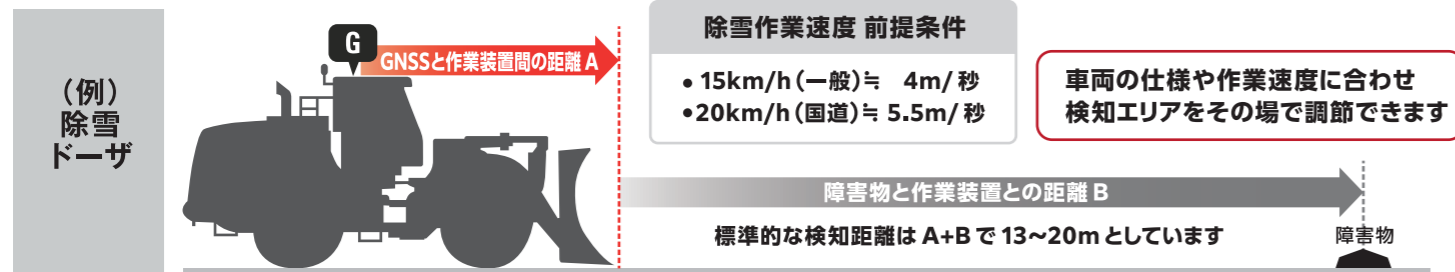 (例)
除雪
ドーザ
G
GNSSと作業装置間の距離A
除雪作業速度 前提条件
• 15km/h(一般)≒ 4m/秒
•20km/h(国道)≒ 5.5m/秒
車両の仕様や作業速度に合わせ
検知エリアをその場で調節できます
障害物と作業装置との距離B
標準的な検知距離は A+B で 13~20m としています
障害物